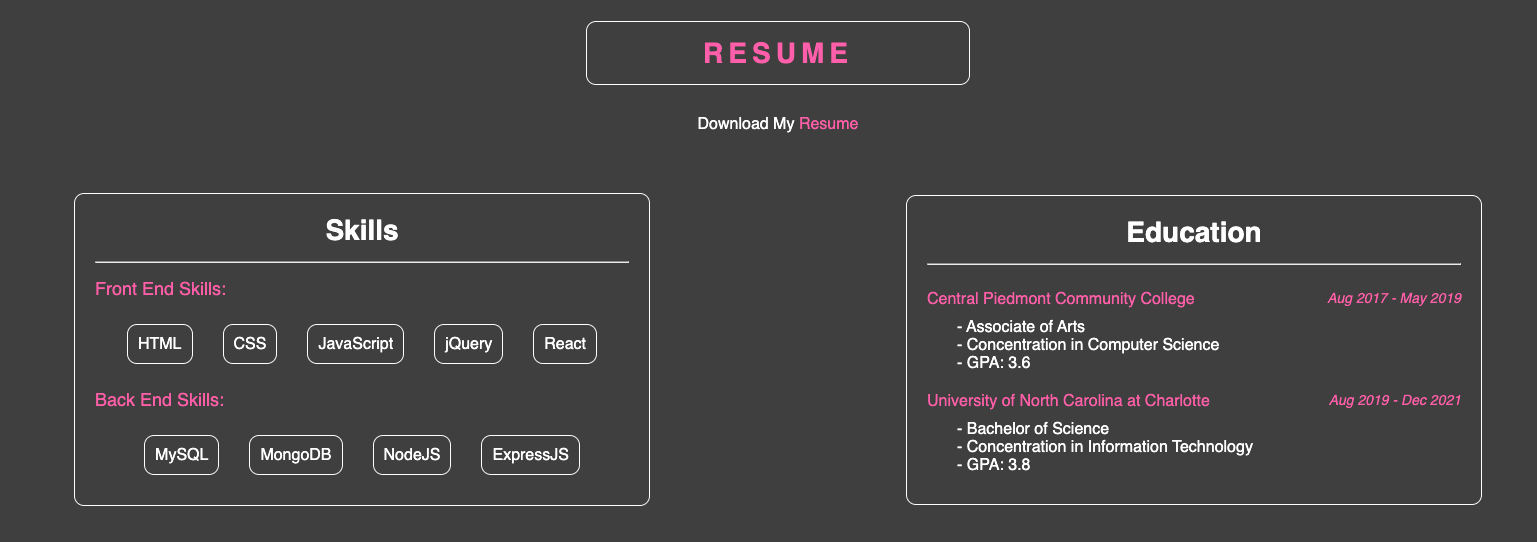 RESUME
Download My Resume
Skills
Front End Skills:
HTML CSS JavaScript jQuery React
Back End Skills:
MySQL MongoDB NodeJS ExpressJS
Education
Central Piedmont Community College Aug 2017 - May 2019
- Associate of Arts
- Concentration in Computer Science
- GPA: 3.6
University of North Carolina at Charlotte Aug 2019 - Dec 2021
- Bachelor of Science
- Concentration in Information Technology
- GPA: 3.8